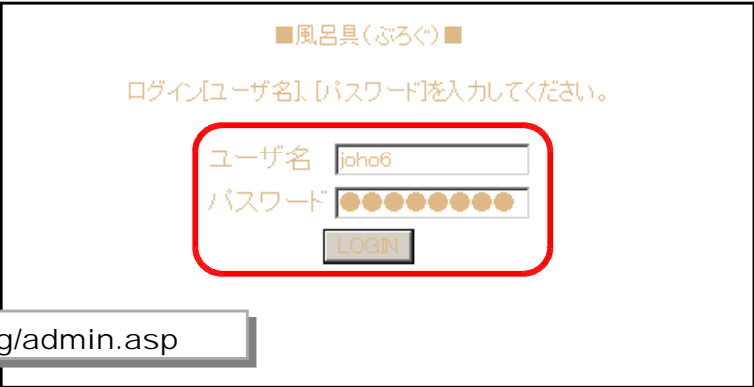 ■風呂具(ぶろぐ)■
ログイン[ユーザ名]、[パスワード]を入力してください。
ユーザ名 joho6
パスワード ●●●●●●●●
LOGIN
g/admin.asp